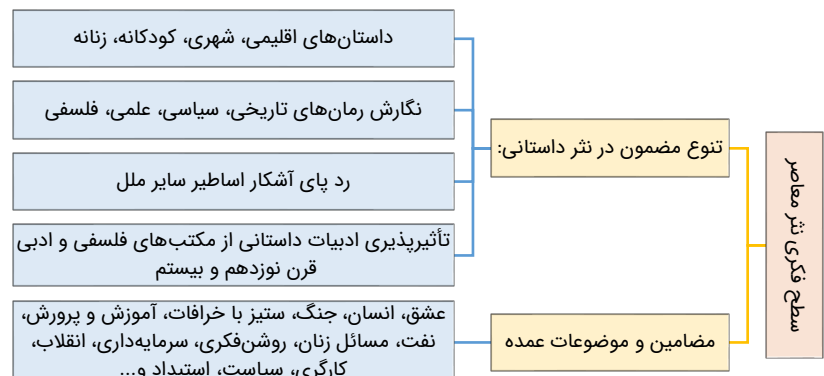 سطح فکری نثر معاصر
تنوع مضمون در نثر داستانی:
داستان‌های اقلیمی، شهری، کودکانه، زنانه
نگارش رمان‌های تاریخی، سیاسی، علمی، فلسفی
رد پای آشکار اساطیر سایر ملل
تأثیرپذیری ادبیات داستانی از مکتب‌های فلسفی و ادبی
قرن نوزدهم و بیستم
مضامین و موضوعات عمده
عشق، انسان، جنگ، ستیز با خرافات، آموزش و پرورش،
نفت، مسائل زنان، روشن‌فکری، سرمایه‌داری، انقلاب،
کارگری، سیاست، استبداد و...